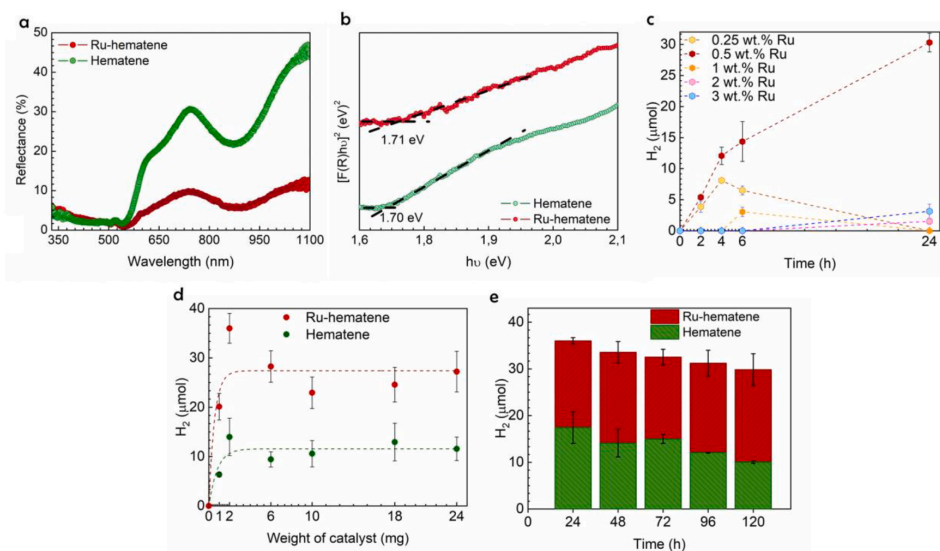 a
Ru-hematene
Hematene
50
40
30
20
10
0
Reflectance (%)
350 500 650 800 950 1100
Wavelength (nm)
b
[F(R)hυ]² (eV)²
1.71 eV
1.70 eV
Hematene
Ru-hematene
1,6 1,7 1,8 1,9 2,0 2,1
hυ (eV)
c
0.25 wt.% Ru
0.5 wt.% Ru
1 wt.% Ru
2 wt.% Ru
3 wt.% Ru
30
25
20
15
10
5
0
H₂ (μmol)
0 2 4 6 24
Time (h)
d
Ru-hematene
Hematene
40
30
20
10
0
H₂ (μmol)
0 1 2 6 10 18 24
Weight of catalyst (mg)
e
Ru-hematene
Hematene
40
30
20
10
0
H₂ (μmol)
0 24 48 72 96 120
Time (h)